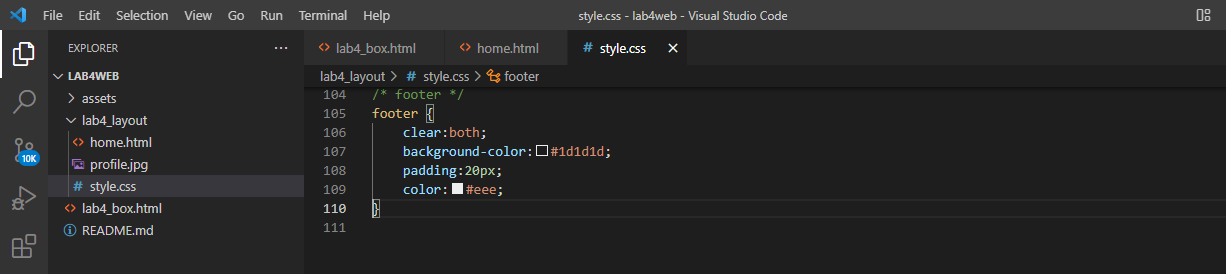 File Edit Selection View Go Run Terminal Help style.css - lab4web - Visual Studio Code
EXPLORER ...
LAB4WEB
assets
lab4_layout
home.html
profile.jpg
style.css
lab4_box.html
README.md
10K
lab4_box.html home.html style.css
lab4_layout > style.css > footer
104 /* footer */
105 footer {
106 clear:both;
107 background-color:#1d1d1d;
108 padding:20px;
109 color:#eee;
110 }
111